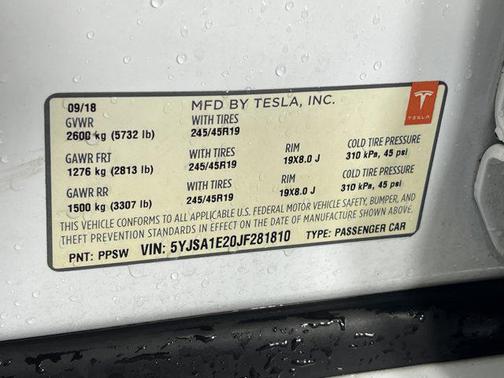 09/18 MFD BY TESLA, INC.
TESLA
GVWR WITH TIRES
2600 kg (5732 lb) 245/45R19
GAWR FRT WITH TIRES RIM COLD TIRE PRESSURE
1276 kg (2813 lb) 245/45R19 19X8.0 J 310 kPa, 45 psi
GAWR RR WITH TIRES RIM COLD TIRE PRESSURE
1500 kg (3307 lb) 245/45R19 19X8.0 J 310 kPa, 45 psi
THIS VEHICLE CONFORMS TO ALL APPLICABLE U.S. FEDERAL MOTOR VEHICLE SAFETY, BUMPER, AND
THEFT PREVENTION STANDARDS IN EFFECT ON THE DATE OF MANUFACTURE SHOWN ABOVE.
PNT: PPSW VIN: 5YJSA1E20JF281810 TYPE: PASSENGER CAR